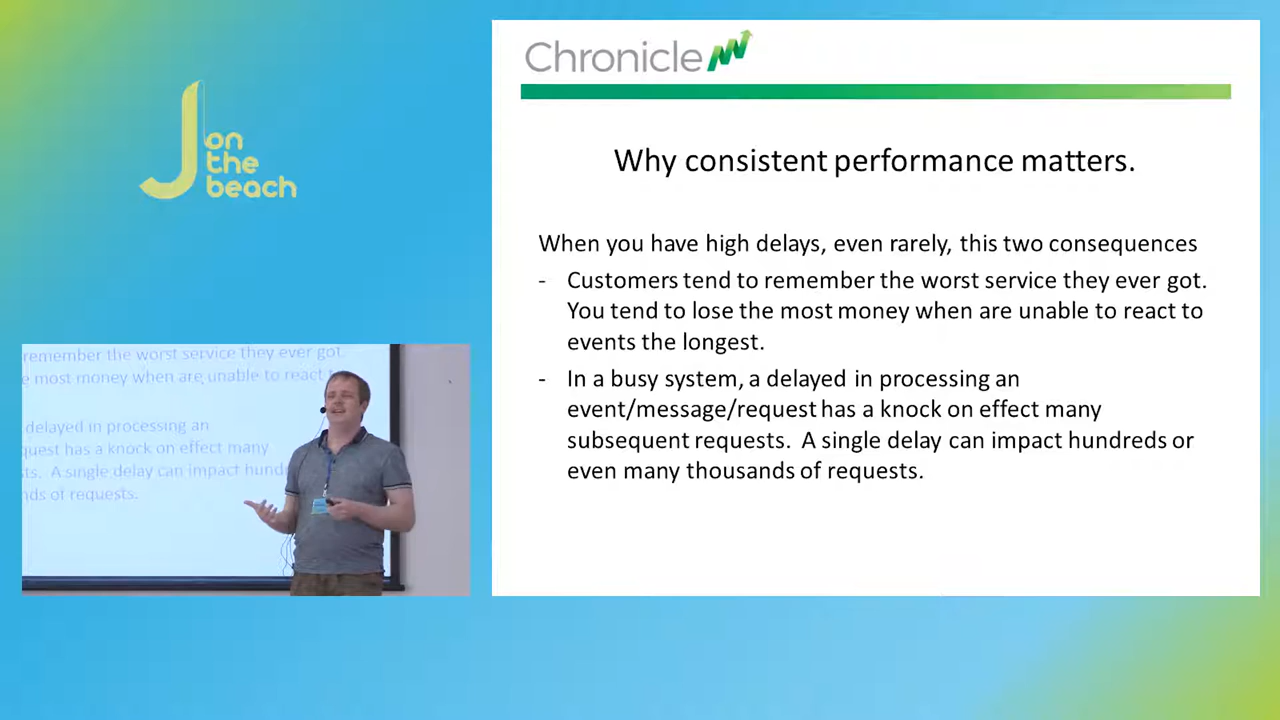 J on
the
beach
Chronicle
Why consistent performance matters.
When you have high delays, even rarely, this two consequences
- Customers tend to remember the worst service they ever got.
You tend to lose the most money when are unable to react to
events the longest.
- In a busy system, a delayed in processing an
event/message/request has a knock on effect many
subsequent requests. A single delay can impact hundreds or
even many thousands of requests.
remember the worst service they ever got.
e most money when are unable to react t
delayed in processing an
quest has a knock on effect many
ts. A single delay can impact hund
nds of requests.